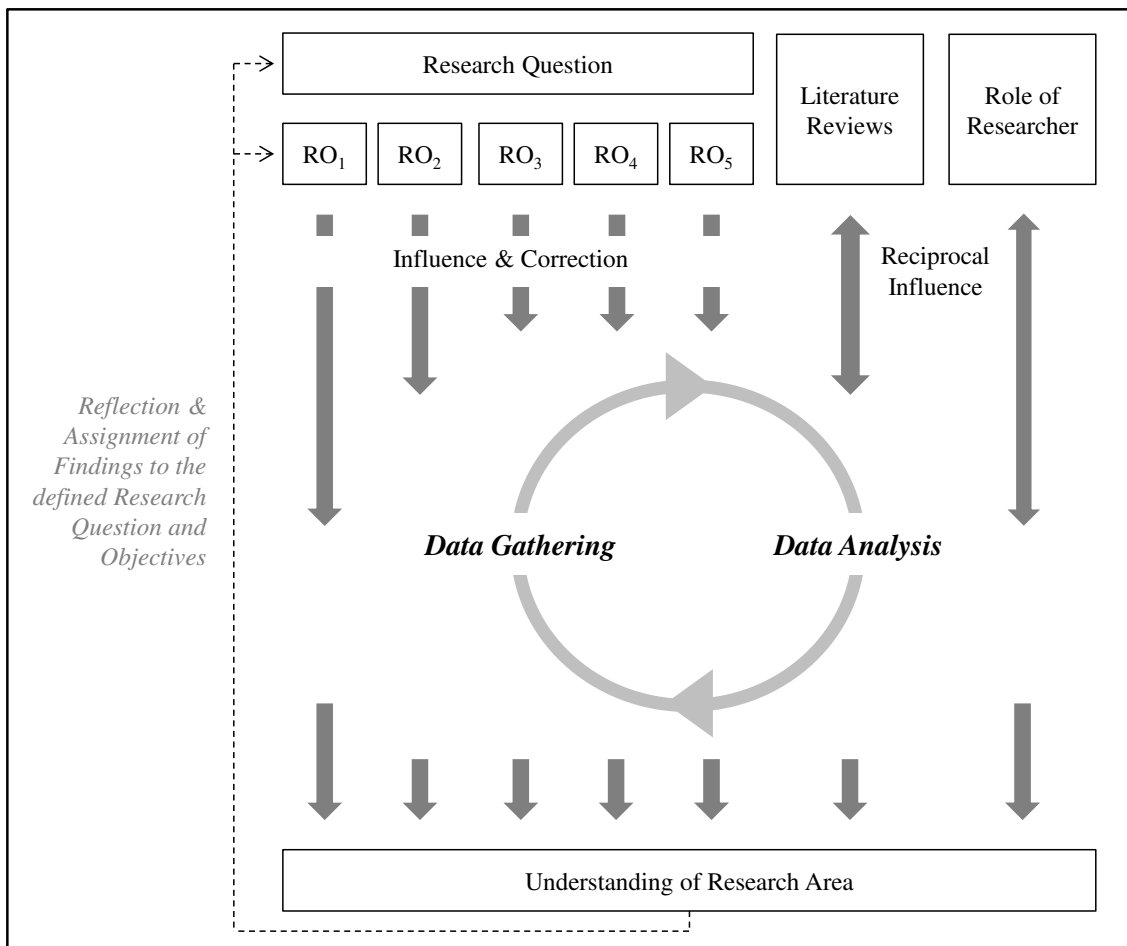 Research Question
Literature
Reviews
Role of
Researcher
RO₁
RO₂
RO₃
RO₄
RO₅
Influence & Correction
Reciprocal
Influence
Reflection &
Assignment of
Findings to the
defined Research
Question and
Objectives
Data Gathering
Data Analysis
Understanding of Research Area